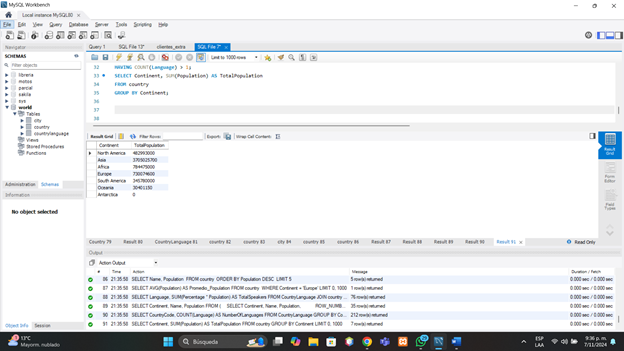 MySQL Workbench
Local instance MySQL80
File Edit View Query Database Server Tools Scripting Help
Navigator
SCHEMAS
Filter objects
libreria
motos
parcial
sakila
sys
world
Tables
city
country
countrylanguage
Views
Stored Procedures
Functions
Administration Schemas
Information
No object selected
Object Info Session
Query 1 SQL File 13* clientes_extra SQL File 7*
Limit to 1000 rows
32 HAVING COUNT(Language) > 1;
33 SELECT Continent, SUM(Population) AS TotalPopulation
34 FROM country
35 GROUP BY Continent;
36
37
38
Result Grid Filter Rows: Export: Wrap Cell Content:
Continent TotalPopulation
North America 482993000
Asia 3705025700
Africa 784475000
Europe 730074600
South America 345780000
Oceania 30401150
Antarctica 0
Result Grid
Form Editor
Field Types
Country 79 Result 80 CountryLanguage 81 country 82 country 83 city 84 country 85 country 86 Result 87 Result 88 Result 89 Result 90 Result 91 Read Only
Output
Action Output
# Time Action Message Duration / Fetch
86 21:35:58 SELECT Name, Population FROM country ORDER BY Population DESC LIMIT 5 5 row(s) returned 0.000 sec / 0.000 sec
87 21:35:58 SELECT AVG(Population) AS Promedio_Population FROM country WHERE Continent = 'Europe' LIMIT 0, 1000 1 row(s) returned 0.000 sec / 0.000 sec
88 21:35:58 SELECT Language, SUM(Percentage * Population) AS TotalSpeakers FROM CountryLanguage JOIN country ... 78 row(s) returned 0.000 sec / 0.000 sec
89 21:35:58 SELECT Continent, Name, Population FROM ( SELECT Continent, Name, Population, ROW_NUMB... 35 row(s) returned 0.000 sec / 0.000 sec
90 21:35:58 SELECT CountryCode, COUNT(Language) AS NumberOfLanguages FROM CountryLanguage GROUP BY Co... 212 row(s) returned 0.000 sec / 0.000 sec
91 21:35:58 SELECT Continent, SUM(Population) AS TotalPopulation FROM country GROUP BY Continent LIMIT 0, 1000 7 row(s) returned 0.000 sec / 0.000 sec
13°C
Mayorm. nublado
Búsqueda
ESP
LAA
9:36 p. m.
7/11/2024